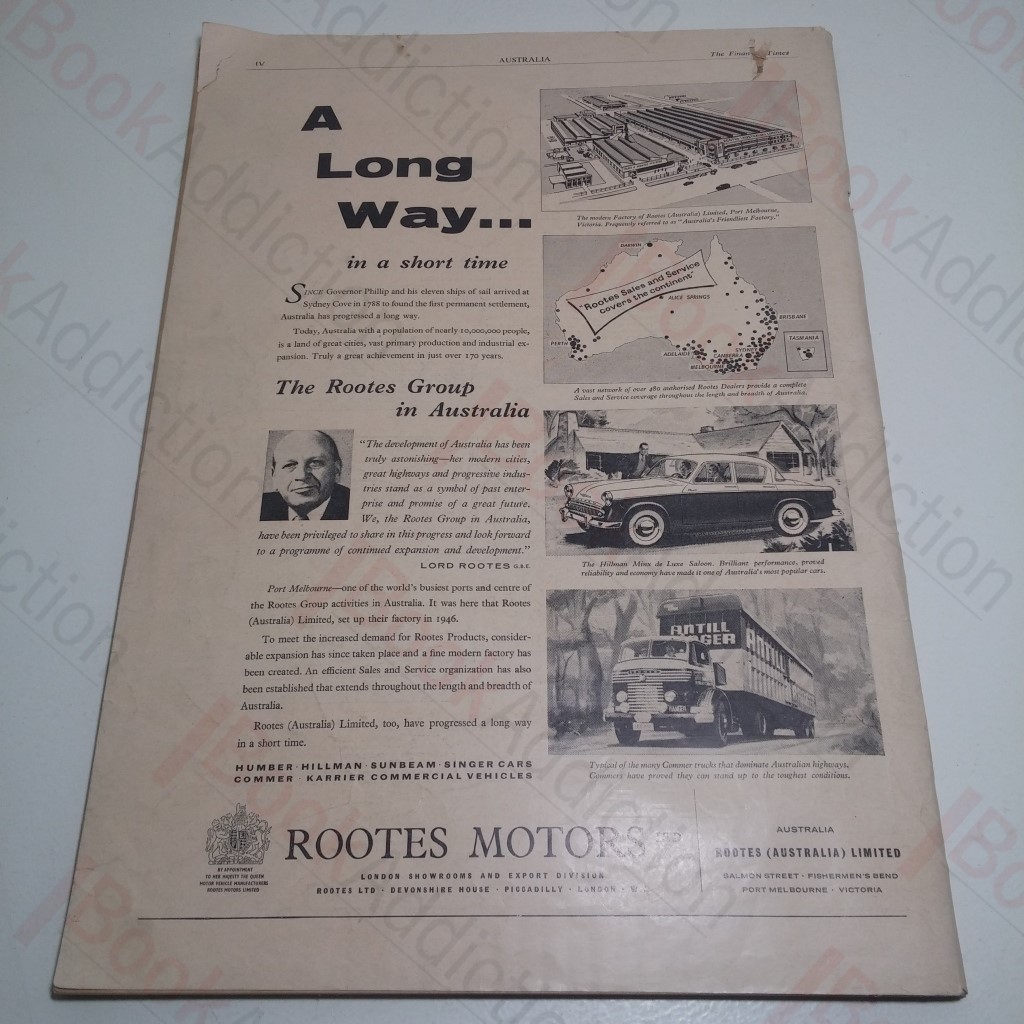 IV
AUSTRALIA
The Financial Times
A
Long
Way...
in a short time
SINCE Governor Phillip and his eleven ships of sail arrived at
Sydney Cove in 1788 to found the first permanent settlement,
Australia has progressed a long way.
Today, Australia with a population of nearly 10,000,000 people,
is a land of great cities, vast primary production and industrial ex-
pansion. Truly a great achievement in just over 170 years.
The Rootes Group
in Australia
“The development of Australia has been
truly astonishing—her modern cities,
great highways and progressive indus-
tries stand as a symbol of past enter-
prise and promise of a great future.
We, the Rootes Group in Australia,
have been privileged to share in this progress and look forward
to a programme of continued expansion and development.”
LORD ROOTES G.B.E.
Port Melbourne—one of the world's busiest ports and centre of
the Rootes Group activities in Australia. It was here that Rootes
(Australia) Limited, set up their factory in 1946.
To meet the increased demand for Rootes Products, consider-
able expansion has since taken place and a fine modern factory has
been created. An efficient Sales and Service organization has also
been established that extends throughout the length and breadth of
Australia.
Rootes (Australia) Limited, too, have progressed a long way
in a short time.
HUMBER · HILLMAN · SUNBEAM · SINGER CARS
COMMER · KARRIER COMMERCIAL VEHICLES
The modern Factory of Rootes (Australia) Limited, Port Melbourne,
Victoria. Frequently referred to as "Australia's Friendliest Factory."
DARWIN
"Rootes Sales and Service
covers the continent"
ALICE SPRINGS
BRISBANE
PERTH
ADELAIDE
SYDNEY
CANBERRA
MELBOURNE
TASMANIA
A vast network of over 480 authorised Rootes Dealers provide a complete
Sales and Service coverage throughout the length and breadth of Australia.
The Hillman Minx de Luxe Saloon. Brilliant performance, proved
reliability and economy have made it one of Australia's most popular cars.
ANTILL
RANGER
ANTILL
RANGER
Typical of the many Commer trucks that dominate Australian highways.
Commers have proved they can stand up to the toughest conditions.
BY APPOINTMENT
TO HER MAJESTY THE QUEEN
MOTOR VEHICLE MANUFACTURERS
ROOTES MOTORS LIMITED
ROOTES MOTORS LTD
LONDON SHOWROOMS AND EXPORT DIVISION
ROOTES LTD · DEVONSHIRE HOUSE · PICCADILLY · LONDON · W.1
AUSTRALIA
ROOTES (AUSTRALIA) LIMITED
SALMON STREET · FISHERMEN'S BEND
PORT MELBOURNE · VICTORIA
BookAddiction